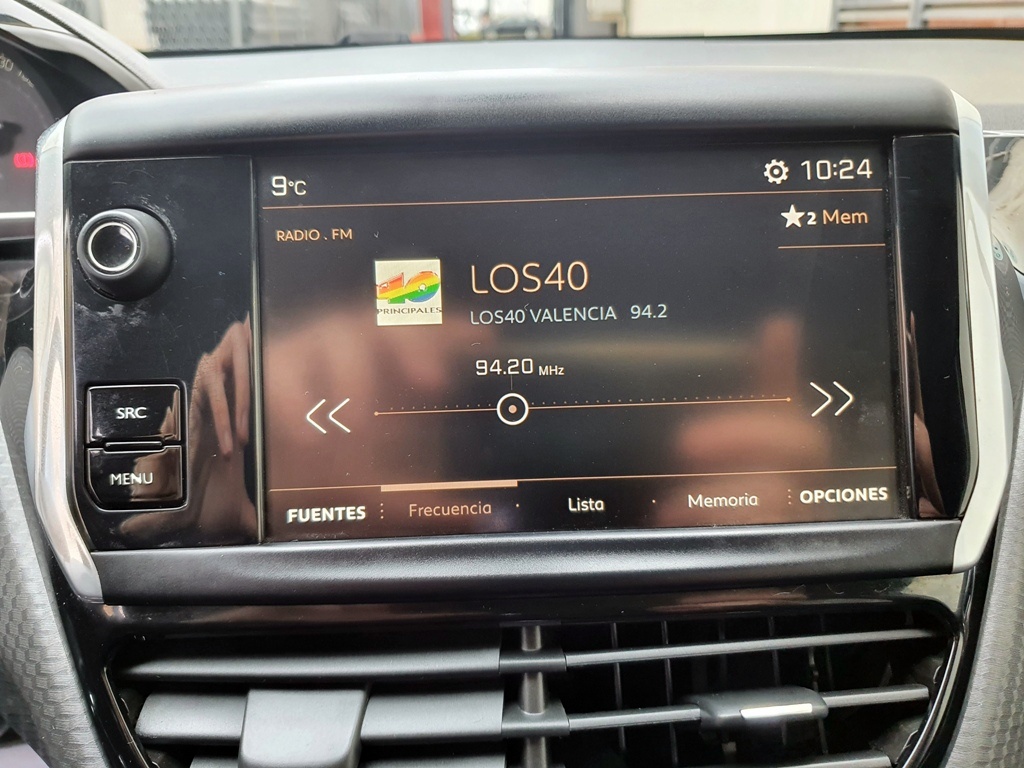 9°C
10:24
RADIO . FM
2 Mem
40
PRINCIPALES
LOS40
LOS40 VALENCIA 94.2
94.20 MHz
SRC
MENU
FUENTES : Frecuencia · Lista · Memoria : OPCIONES